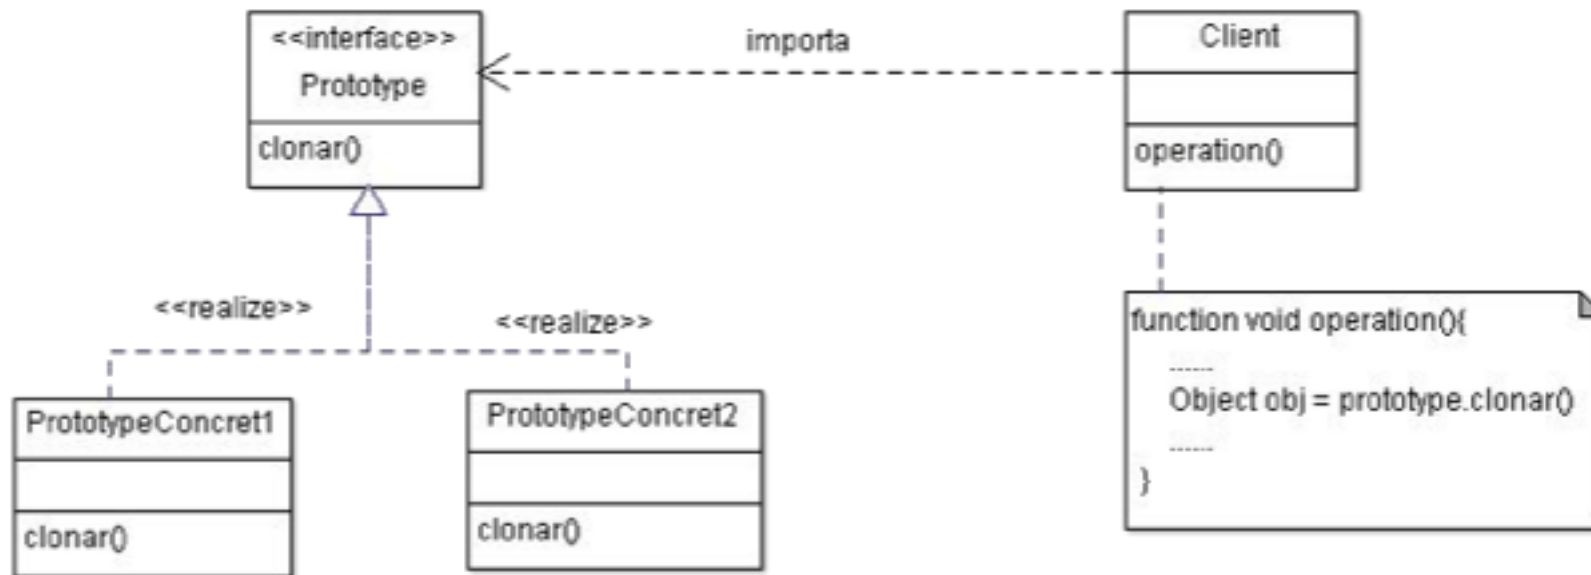 <<interface>>
Prototype
clonar()
importa
Client
operation()
<<realize>>
<<realize>>
function void operation(){
......
Object obj = prototype.clonar()
......
}
PrototypeConcret1
clonar()
PrototypeConcret2
clonar()